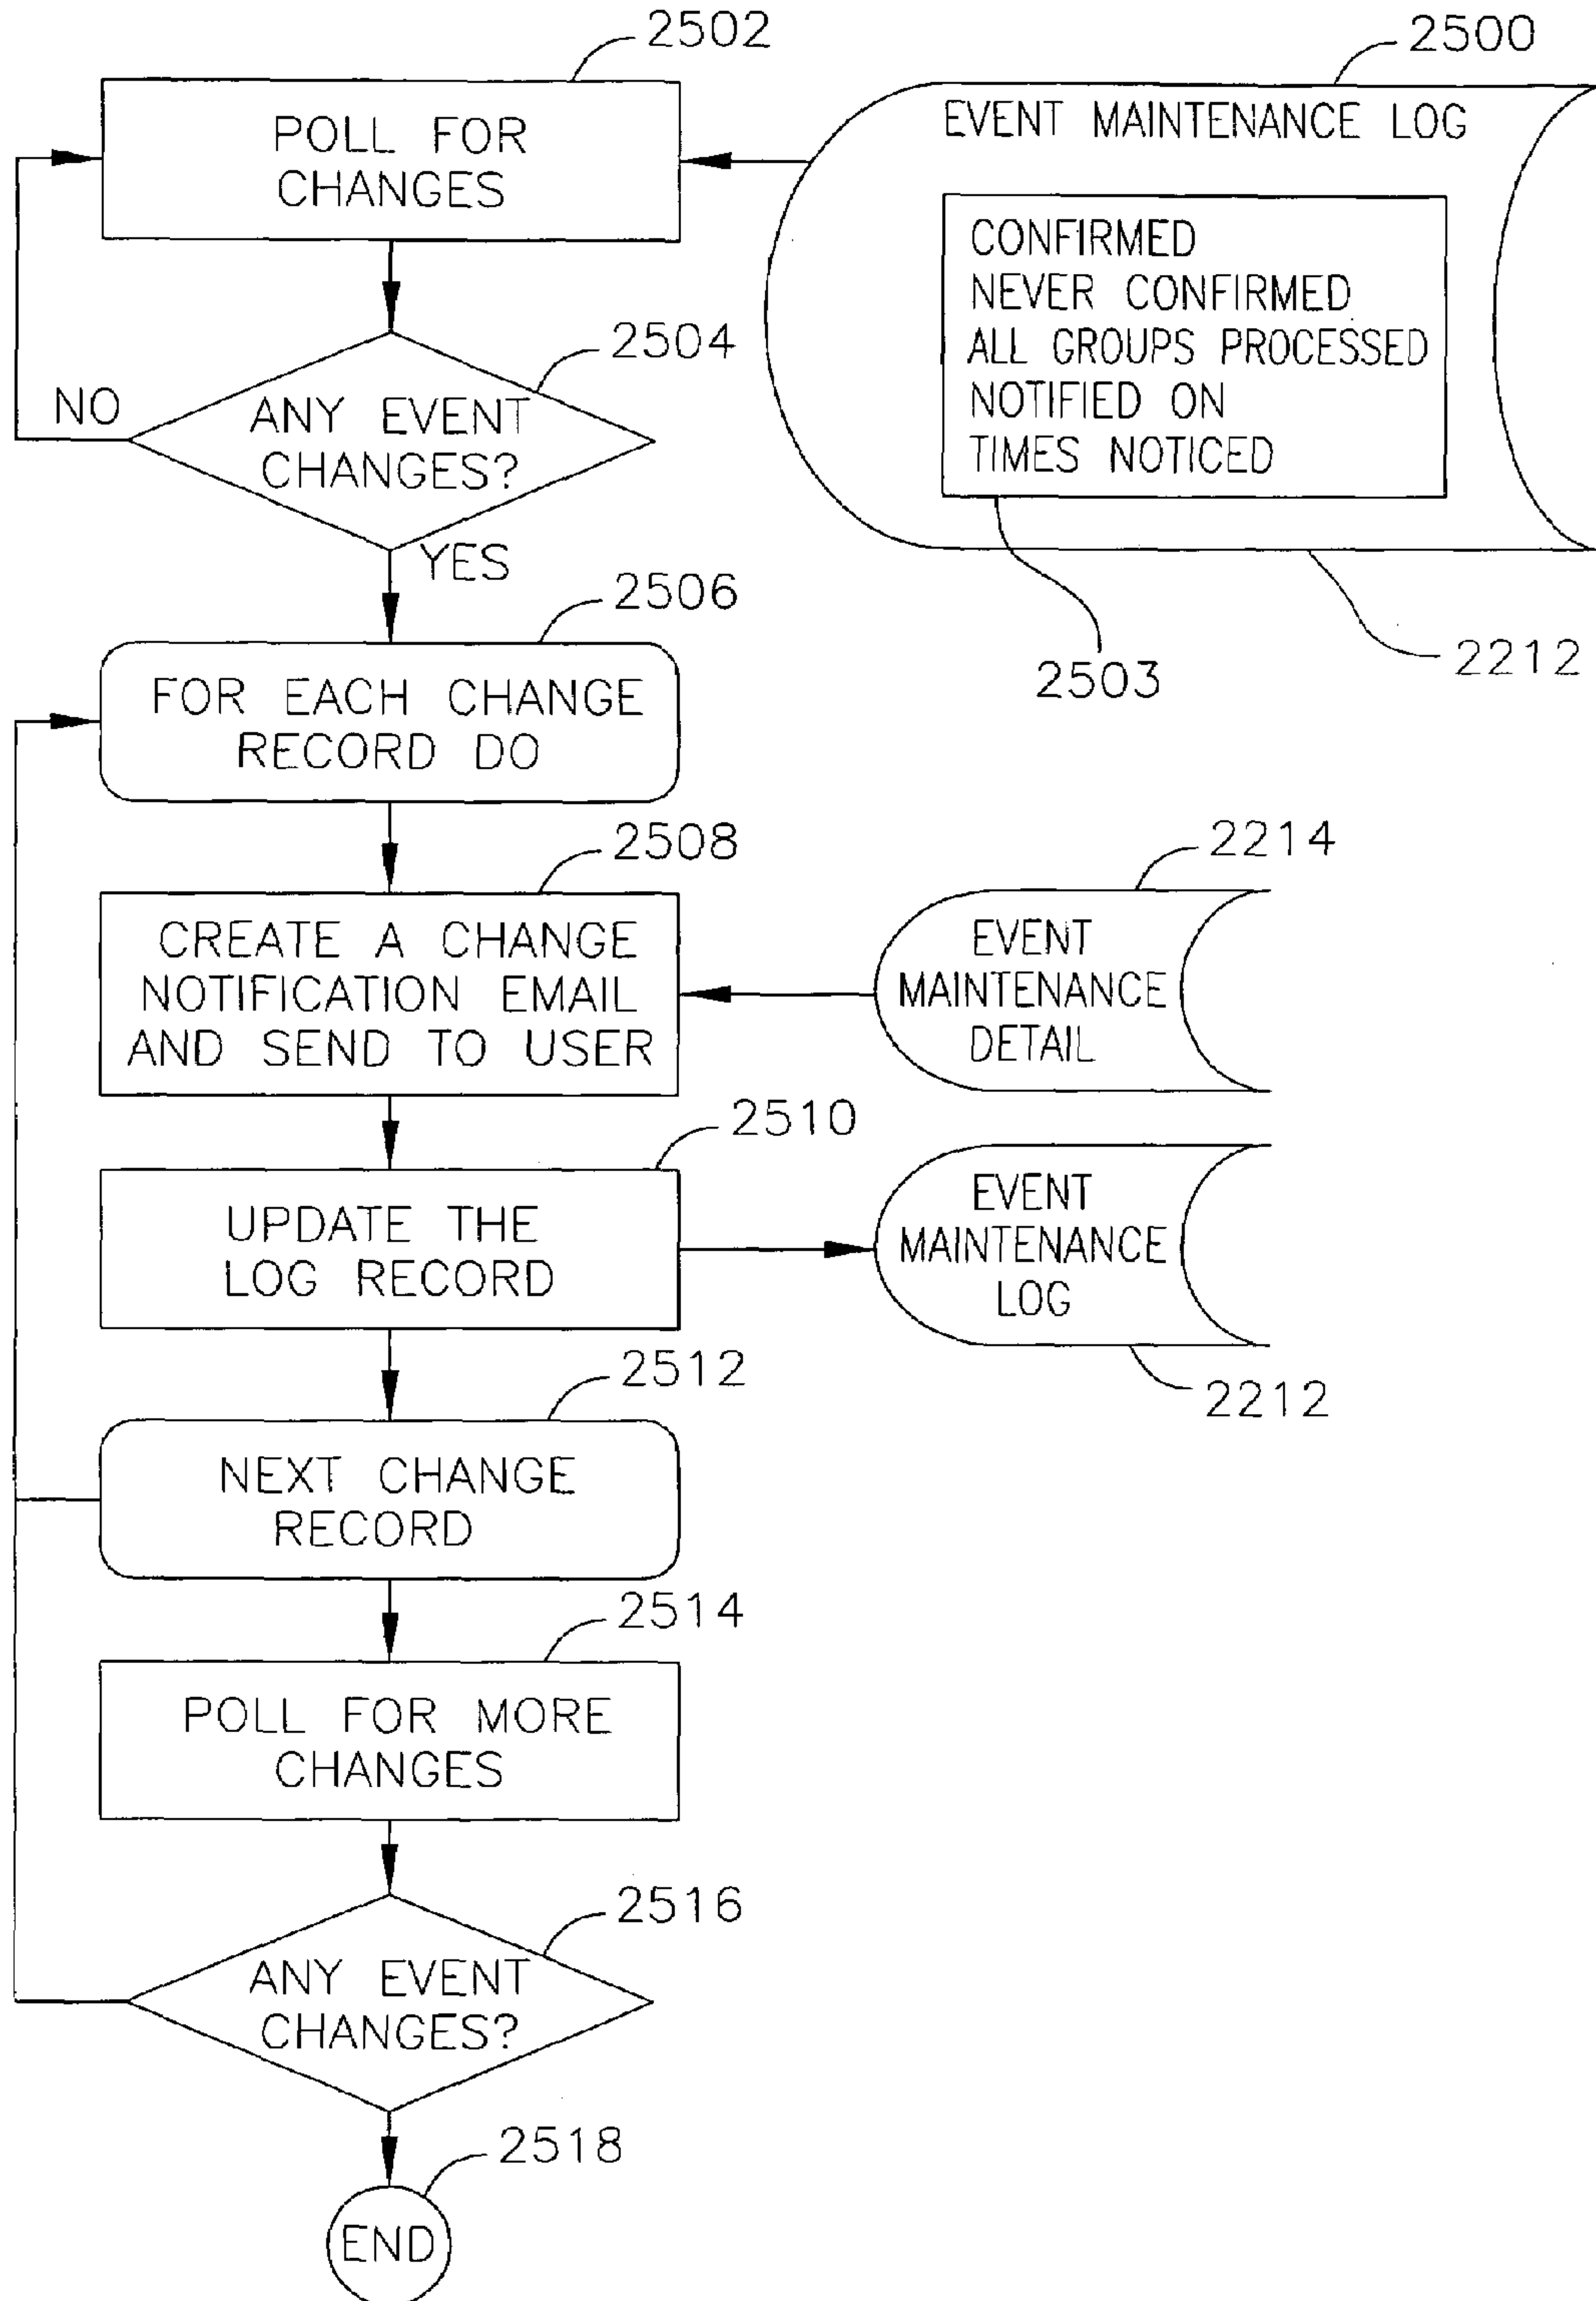 2502
2500
POLL FOR
CHANGES
EVENT MAINTENANCE LOG
CONFIRMED
NEVER CONFIRMED
ALL GROUPS PROCESSED
NOTIFIED ON
TIMES NOTICED
2504
NO
ANY EVENT
CHANGES?
YES
2503
2212
2506
FOR EACH CHANGE
RECORD DO
2508
CREATE A CHANGE
NOTIFICATION EMAIL
AND SEND TO USER
2214
EVENT
MAINTENANCE
DETAIL
2510
UPDATE THE
LOG RECORD
EVENT
MAINTENANCE
LOG
2212
2512
NEXT CHANGE
RECORD
2514
POLL FOR MORE
CHANGES
2516
ANY EVENT
CHANGES?
2518
END